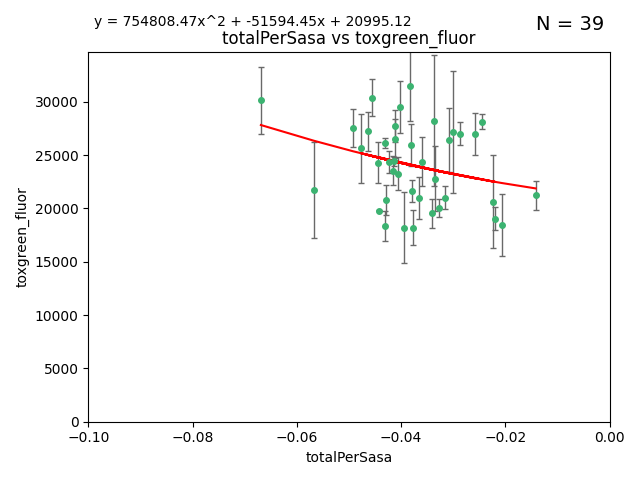 y = 754808.47x^2 + -51594.45x + 20995.12
N = 39
totalPerSasa vs toxgreen_fluor
30000
25000
20000
15000
10000
5000
0
toxgreen_fluor
−0.10 −0.08 −0.06 −0.04 −0.02 0.00
totalPerSasa